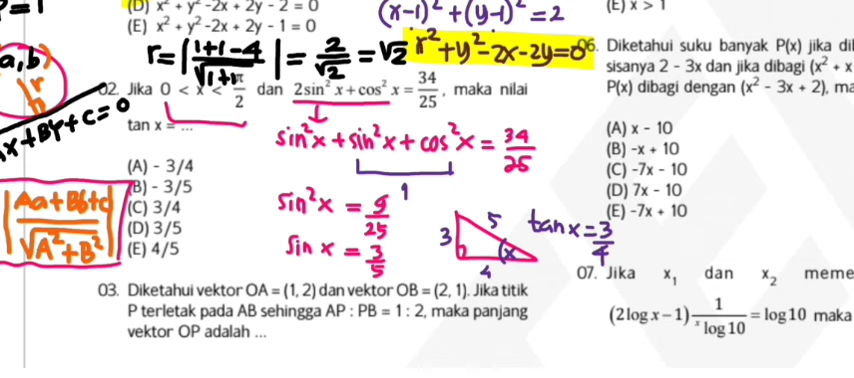 (D) x² + y² -2x + 2y - 2 = 0
(E) x² + y² -2x + 2y - 1 = 0
(x-1)² + (y-1)² = 2
r = |1+1-4 / √1+1| = 2/√2 = √2
x² + y² - 2x - 2y = 0
a, b)
r
x + By + C = 0
|Aa + Bb + c / √A² + B²|
02. Jika 0 < x < π/2 dan 2sin² x + cos² x = 34/25, maka nilai
tan x = ...
(A) - 3/4
(B) - 3/5
(C) 3/4
(D) 3/5
(E) 4/5
sin²x + sin²x + cos²x = 34/25
1
sin²x = 9/25
sin x = 3/5
3
5
4
x
tan x = 3/4
03. Diketahui vektor OA = (1, 2) dan vektor OB = (2, 1). Jika titik
P terletak pada AB sehingga AP : PB = 1 : 2, maka panjang
vektor OP adalah ...
(E) x > 1
06. Diketahui suku banyak P(x) jika di
sisanya 2 - 3x dan jika dibagi (x² + x
P(x) dibagi dengan (x² - 3x + 2), ma
(A) x - 10
(B) -x + 10
(C) -7x - 10
(D) 7x - 10
(E) -7x + 10
07. Jika x₁ dan x₂ meme
(2log x - 1) 1/ˣlog 10 = log 10 maka